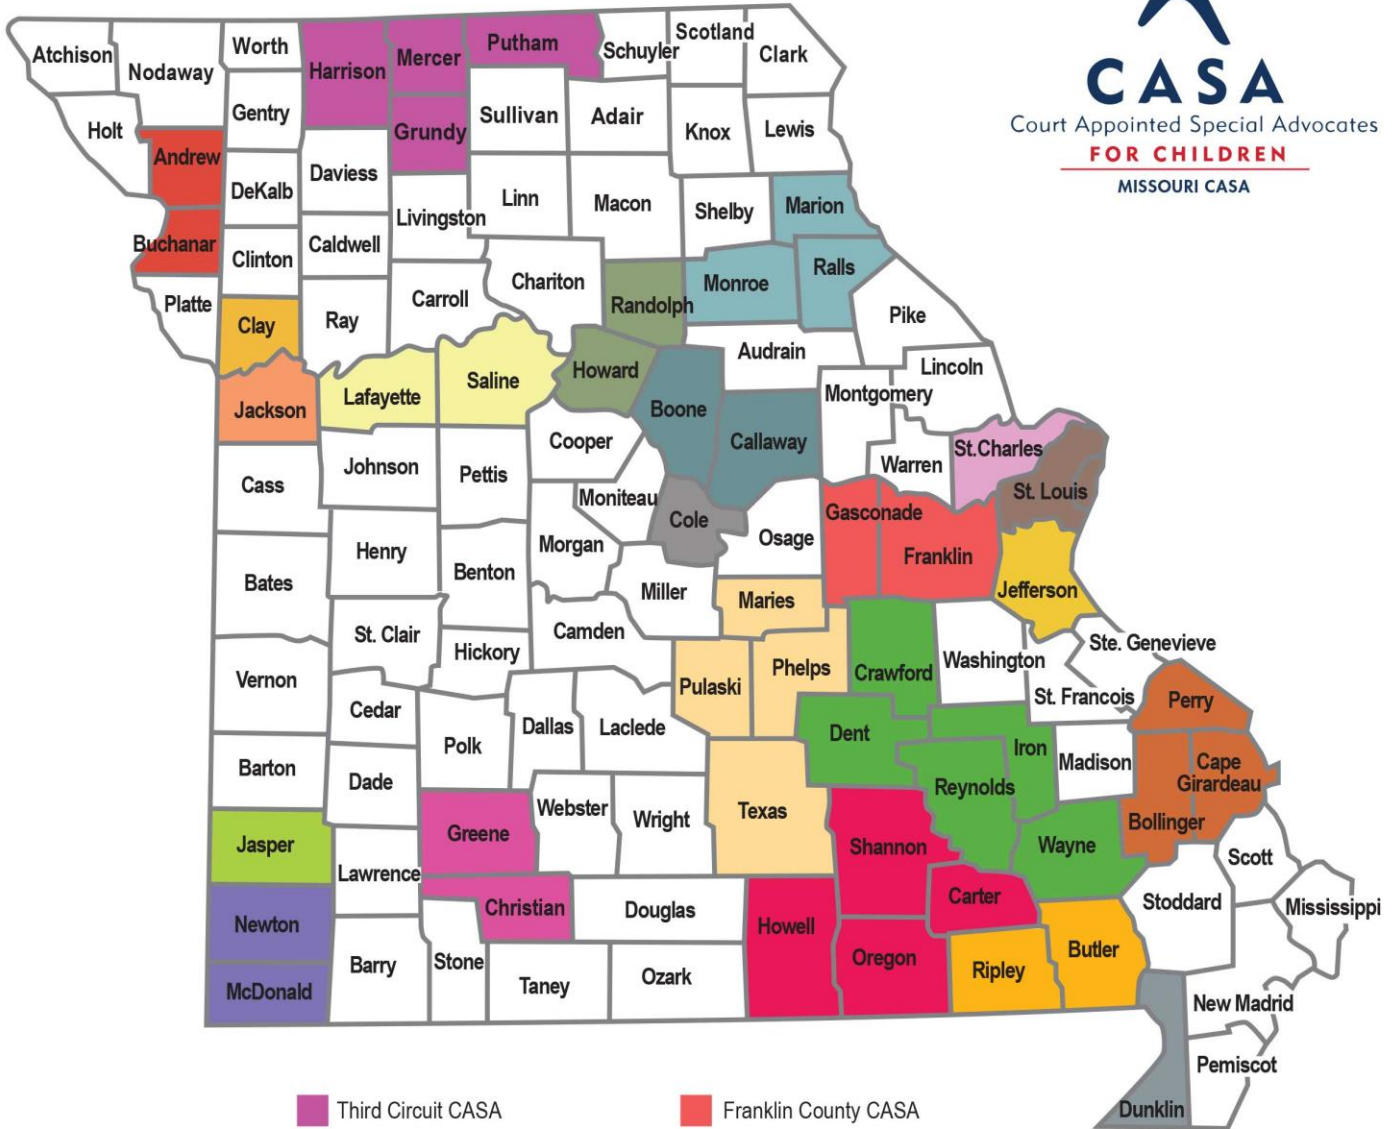 CASA
Court Appointed Special Advocates
FOR CHILDREN
MISSOURI CASA
Atchison
Nodaway
Worth
Harrison
Mercer
Putham
Schuyler
Scotland
Clark
Holt
Gentry
Grundy
Sullivan
Adair
Knox
Lewis
Andrew
DeKalb
Daviess
Livingston
Linn
Macon
Shelby
Marion
Buchanar
Clinton
Caldwell
Chariton
Monroe
Ralls
Platte
Clay
Ray
Carroll
Randolph
Pike
Audrain
Lincoln
Jackson
Lafayette
Saline
Howard
Boone
Callaway
Montgomery
Warren
St.Charles
Cass
Johnson
Pettis
Cooper
Moniteau
Cole
Osage
Gasconade
Franklin
St. Louis
Bates
Henry
Benton
Morgan
Miller
Maries
Jefferson
St. Clair
Hickory
Camden
Pulaski
Phelps
Crawford
Washington
Ste. Genevieve
St. Francois
Perry
Vernon
Cedar
Polk
Dallas
Laclede
Dent
Iron
Madison
Cape
Girardeau
Barton
Dade
Greene
Webster
Wright
Texas
Shannon
Reynolds
Wayne
Bollinger
Scott
Jasper
Lawrence
Christian
Douglas
Howell
Carter
Stoddard
Mississippi
Newton
McDonald
Barry
Stone
Taney
Ozark
Oregon
Ripley
Butler
New Madrid
Pemiscot
Dunklin
Third Circuit CASA
Franklin County CASA